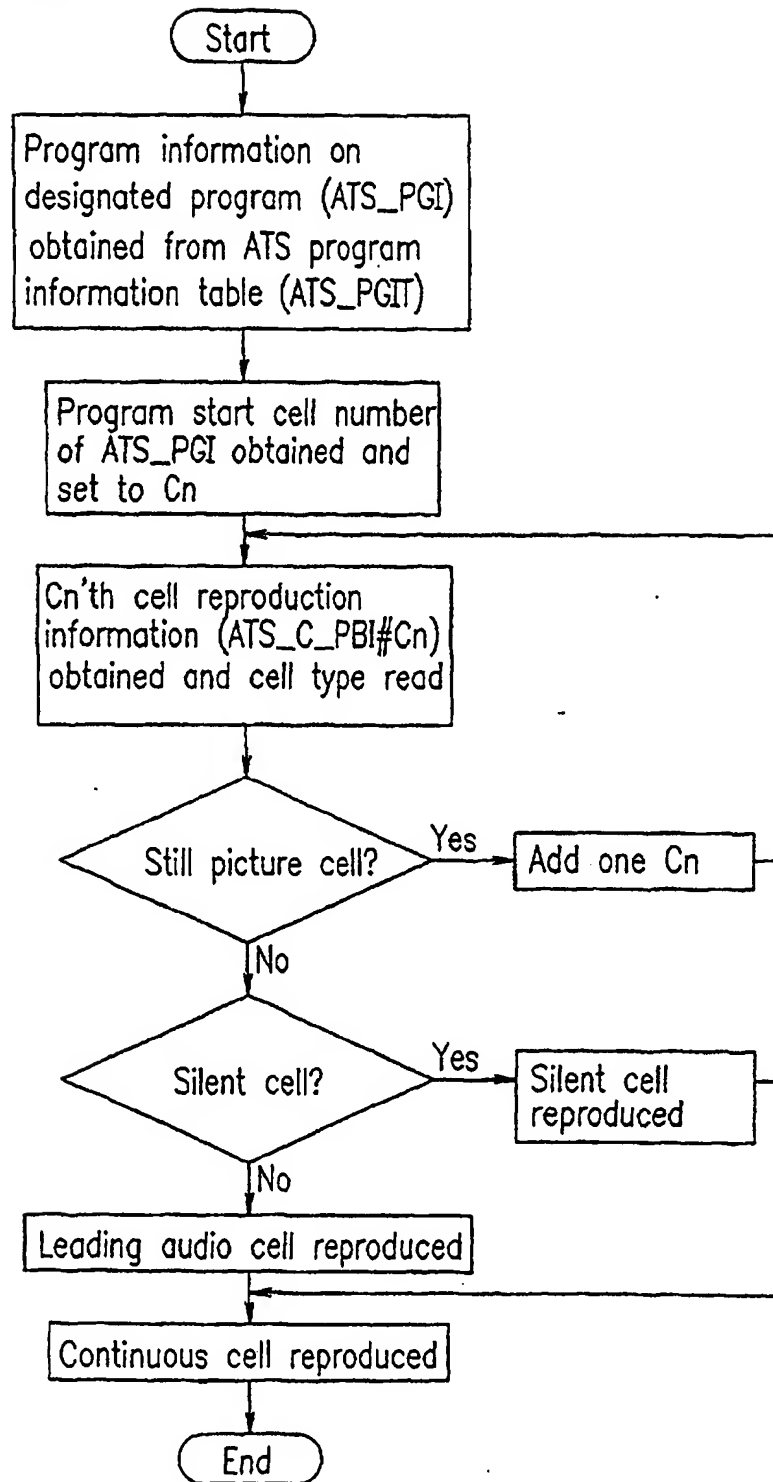 Start
Program information on
designated program (ATS_PGI)
obtained from ATS program
information table (ATS_PGIT)
Program start cell number
of ATS_PGI obtained and
set to Cn
Cn'th cell reproduction
information (ATS_C_PBI#Cn)
obtained and cell type read
Still picture cell?
Yes
Add one Cn
No
Silent cell?
Yes
Silent cell
reproduced
No
Leading audio cell reproduced
Continuous cell reproduced
End